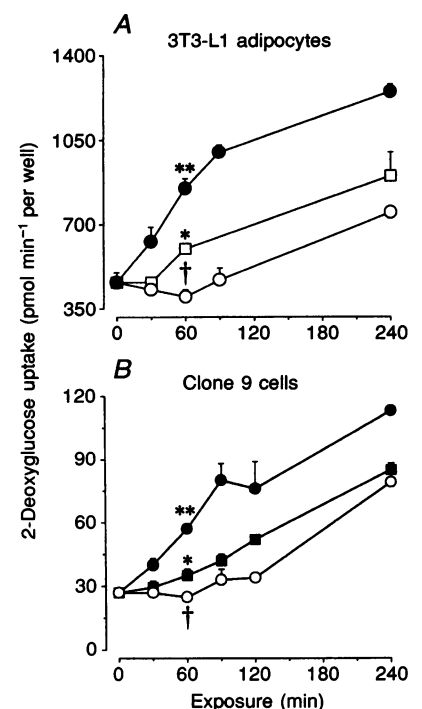 A
3T3-L1 adipocytes
1400
1050
700
350
**
*
†
0 60 120 180 240
2-Deoxyglucose uptake (pmol min⁻¹ per well)
B
Clone 9 cells
120
90
60
30
0
**
*
†
0 60 120 180 240
Exposure (min)